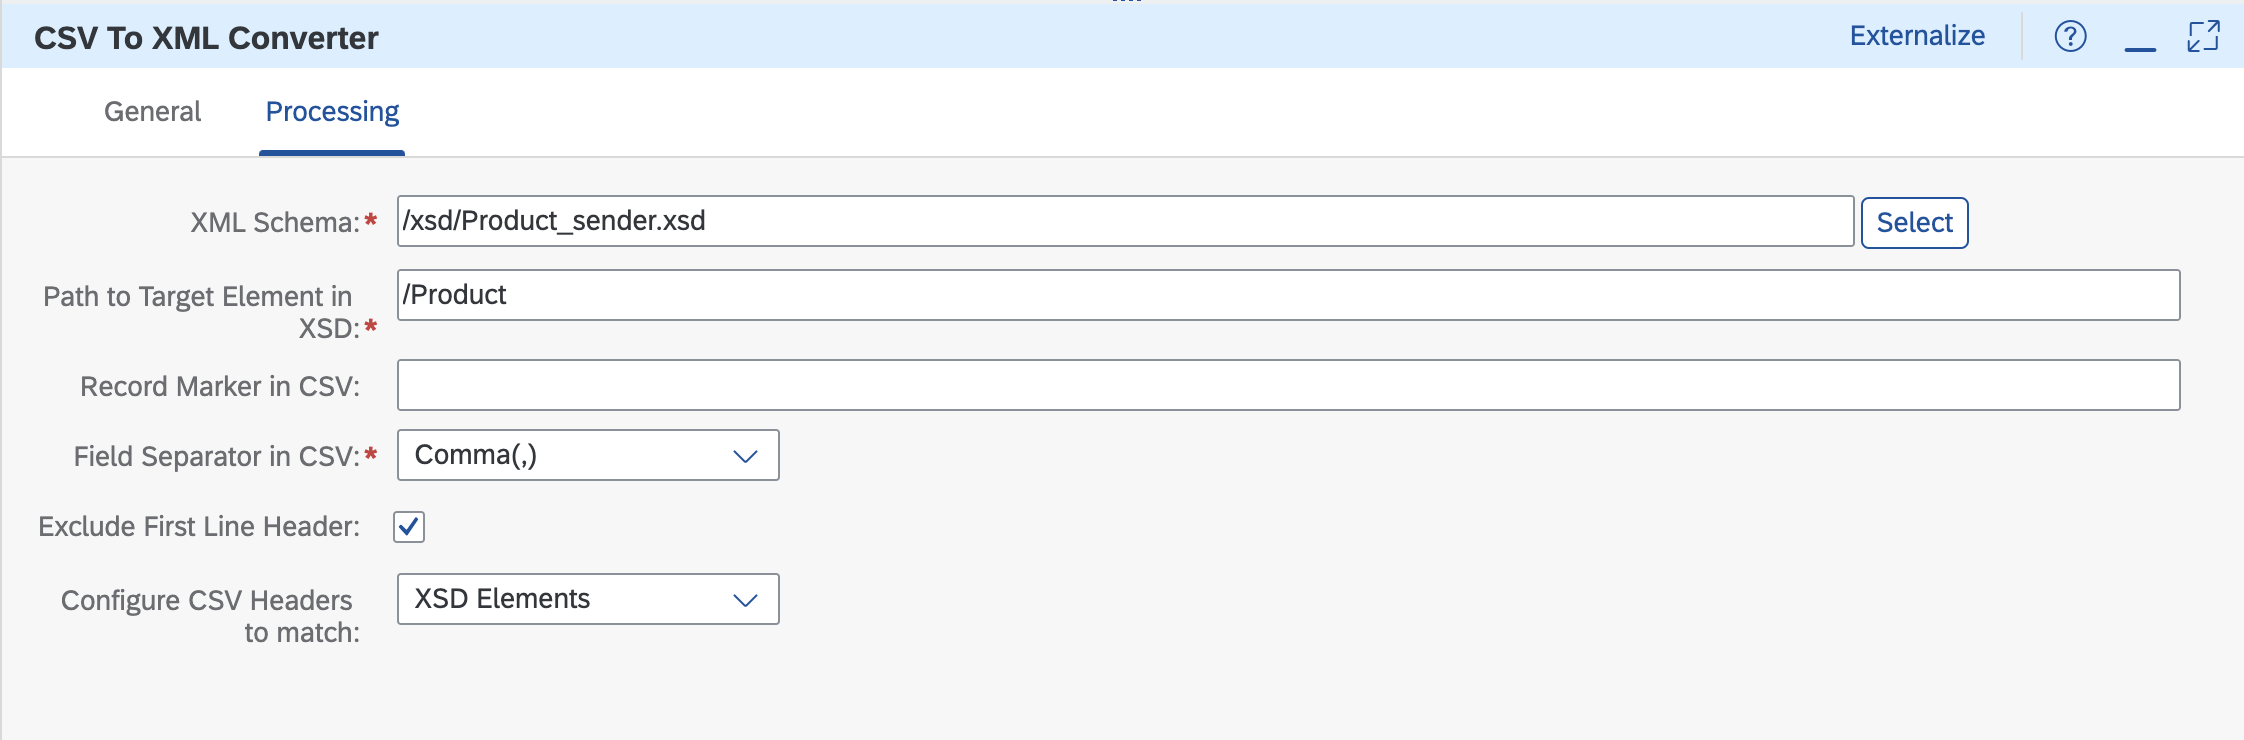 CSV To XML Converter
Externalize
General
Processing
XML Schema:*
/xsd/Product_sender.xsd
Select
Path to Target Element in
XSD:*
/Product
Record Marker in CSV:
Field Separator in CSV:*
Comma(,)
Exclude First Line Header:
Configure CSV Headers
to match:
XSD Elements